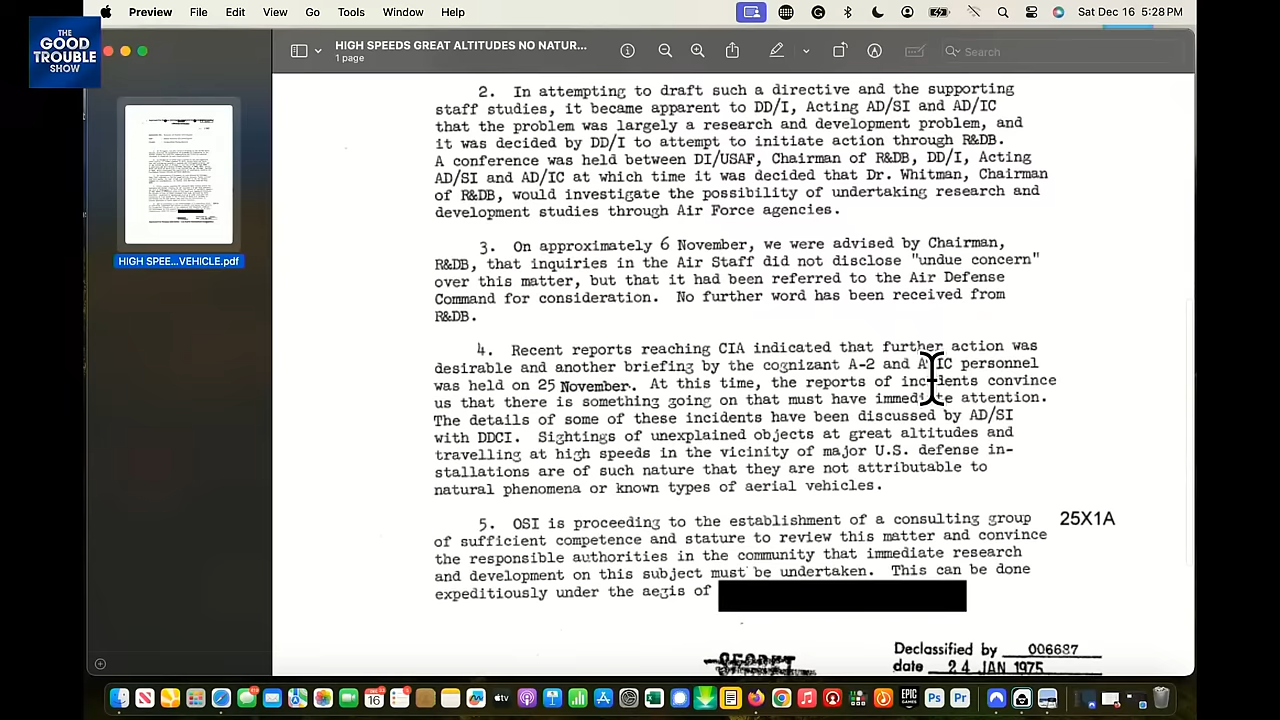 Preview File Edit View Go Tools Window Help Sat Dec 16 5:28 PM
THE
GOOD
TROUBLE
SHOW
HIGH SPEEDS GREAT ALTITUDES NO NATUR...
1 page
Search
HIGH SPEE...VEHICLE.pdf
2. In attempting to draft such a directive and the supporting
staff studies, it became apparent to DD/I, Acting AD/SI and AD/IC
that the problem was largely a research and development problem, and
it was decided by DD/I to attempt to initiate action through R&DB.
A conference was held between DI/USAF, Chairman of R&DB, DD/I, Acting
AD/SI and AD/IC at which time it was decided that Dr. Whitman, Chairman
of R&DB, would investigate the possibility of undertaking research and
development studies through Air Force agencies.
3. On approximately 6 November, we were advised by Chairman,
R&DB, that inquiries in the Air Staff did not disclose "undue concern"
over this matter, but that it had been referred to the Air Defense
Command for consideration. No further word has been received from
R&DB.
4. Recent reports reaching CIA indicated that further action was
desirable and another briefing by the cognizant A-2 and ATIC personnel
was held on 25 November. At this time, the reports of incidents convince
us that there is something going on that must have immediate attention.
The details of some of these incidents have been discussed by AD/SI
with DDCI. Sightings of unexplained objects at great altitudes and
travelling at high speeds in the vicinity of major U.S. defense in-
stallations are of such nature that they are not attributable to
natural phenomena or known types of aerial vehicles.
5. OSI is proceeding to the establishment of a consulting group 25X1A
of sufficient competence and stature to review this matter and convince
the responsible authorities in the community that immediate research
and development on this subject must be undertaken. This can be done
expeditiously under the aegis of
SECRET
Declassified by 006687
date 24 JAN 1975